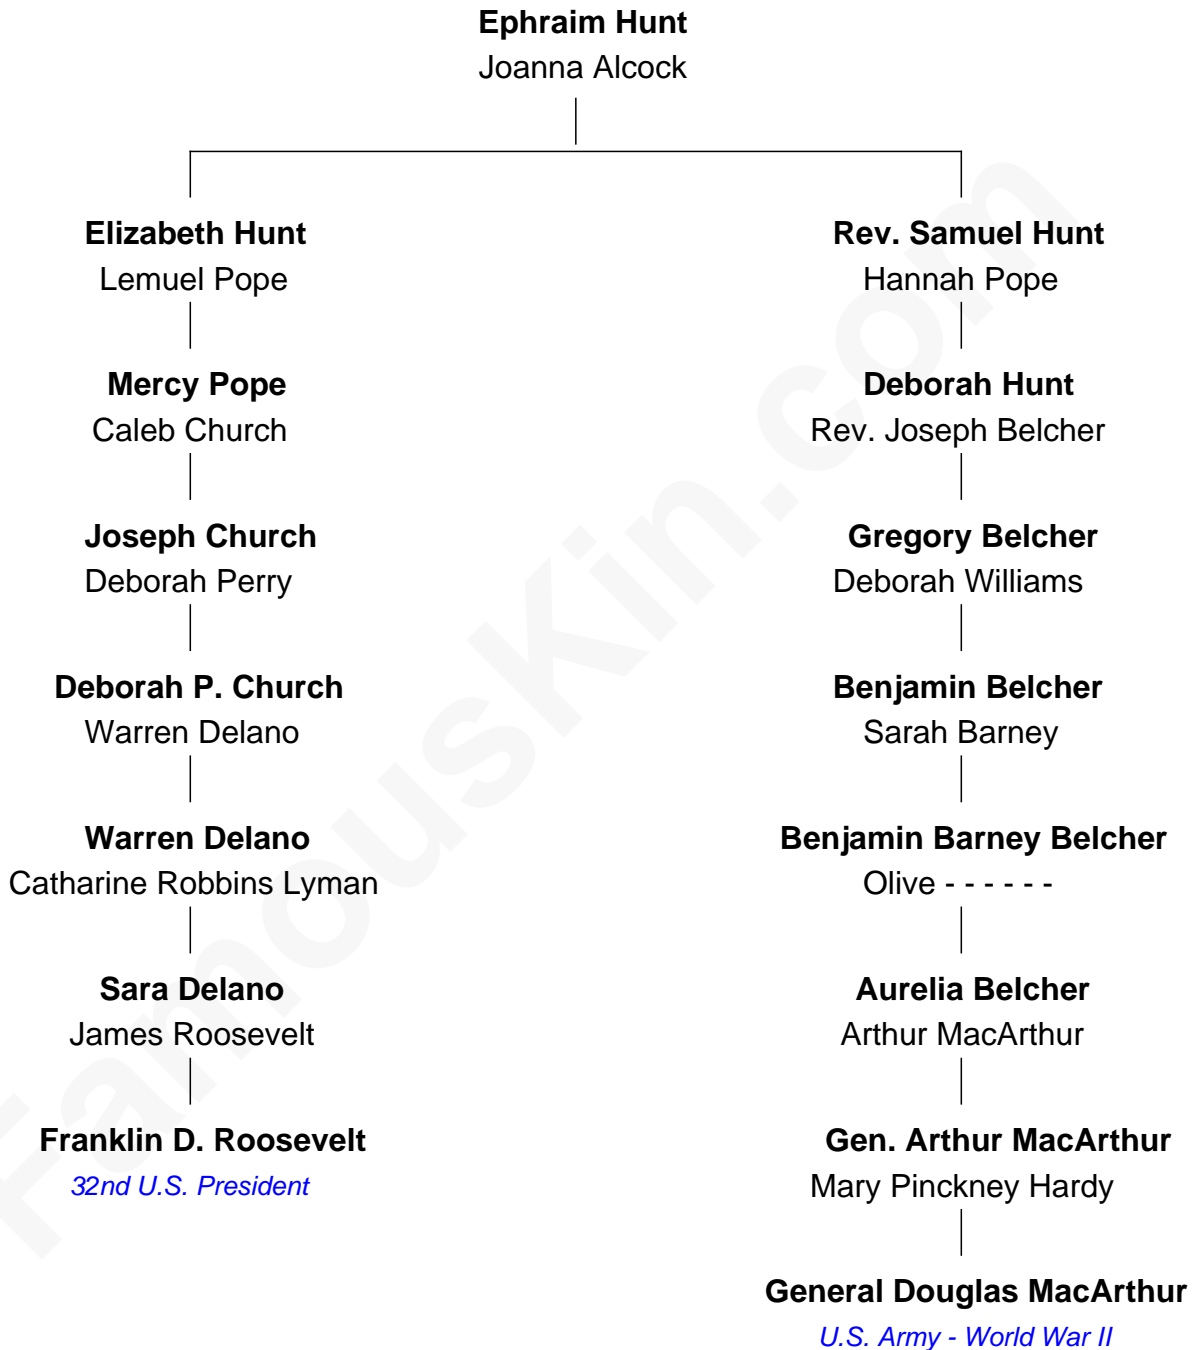 Ephraim Hunt
Joanna Alcock
Elizabeth Hunt
Lemuel Pope
Mercy Pope
Caleb Church
Joseph Church
Deborah Perry
Deborah P. Church
Warren Delano
Warren Delano
Catharine Robbins Lyman
Sara Delano
James Roosevelt
Franklin D. Roosevelt
32nd U.S. President
Rev. Samuel Hunt
Hannah Pope
Deborah Hunt
Rev. Joseph Belcher
Gregory Belcher
Deborah Williams
Benjamin Belcher
Sarah Barney
Benjamin Barney Belcher
Olive - - - - - -
Aurelia Belcher
Arthur MacArthur
Gen. Arthur MacArthur
Mary Pinckney Hardy
General Douglas MacArthur
U.S. Army - World War II
FamousKin.com